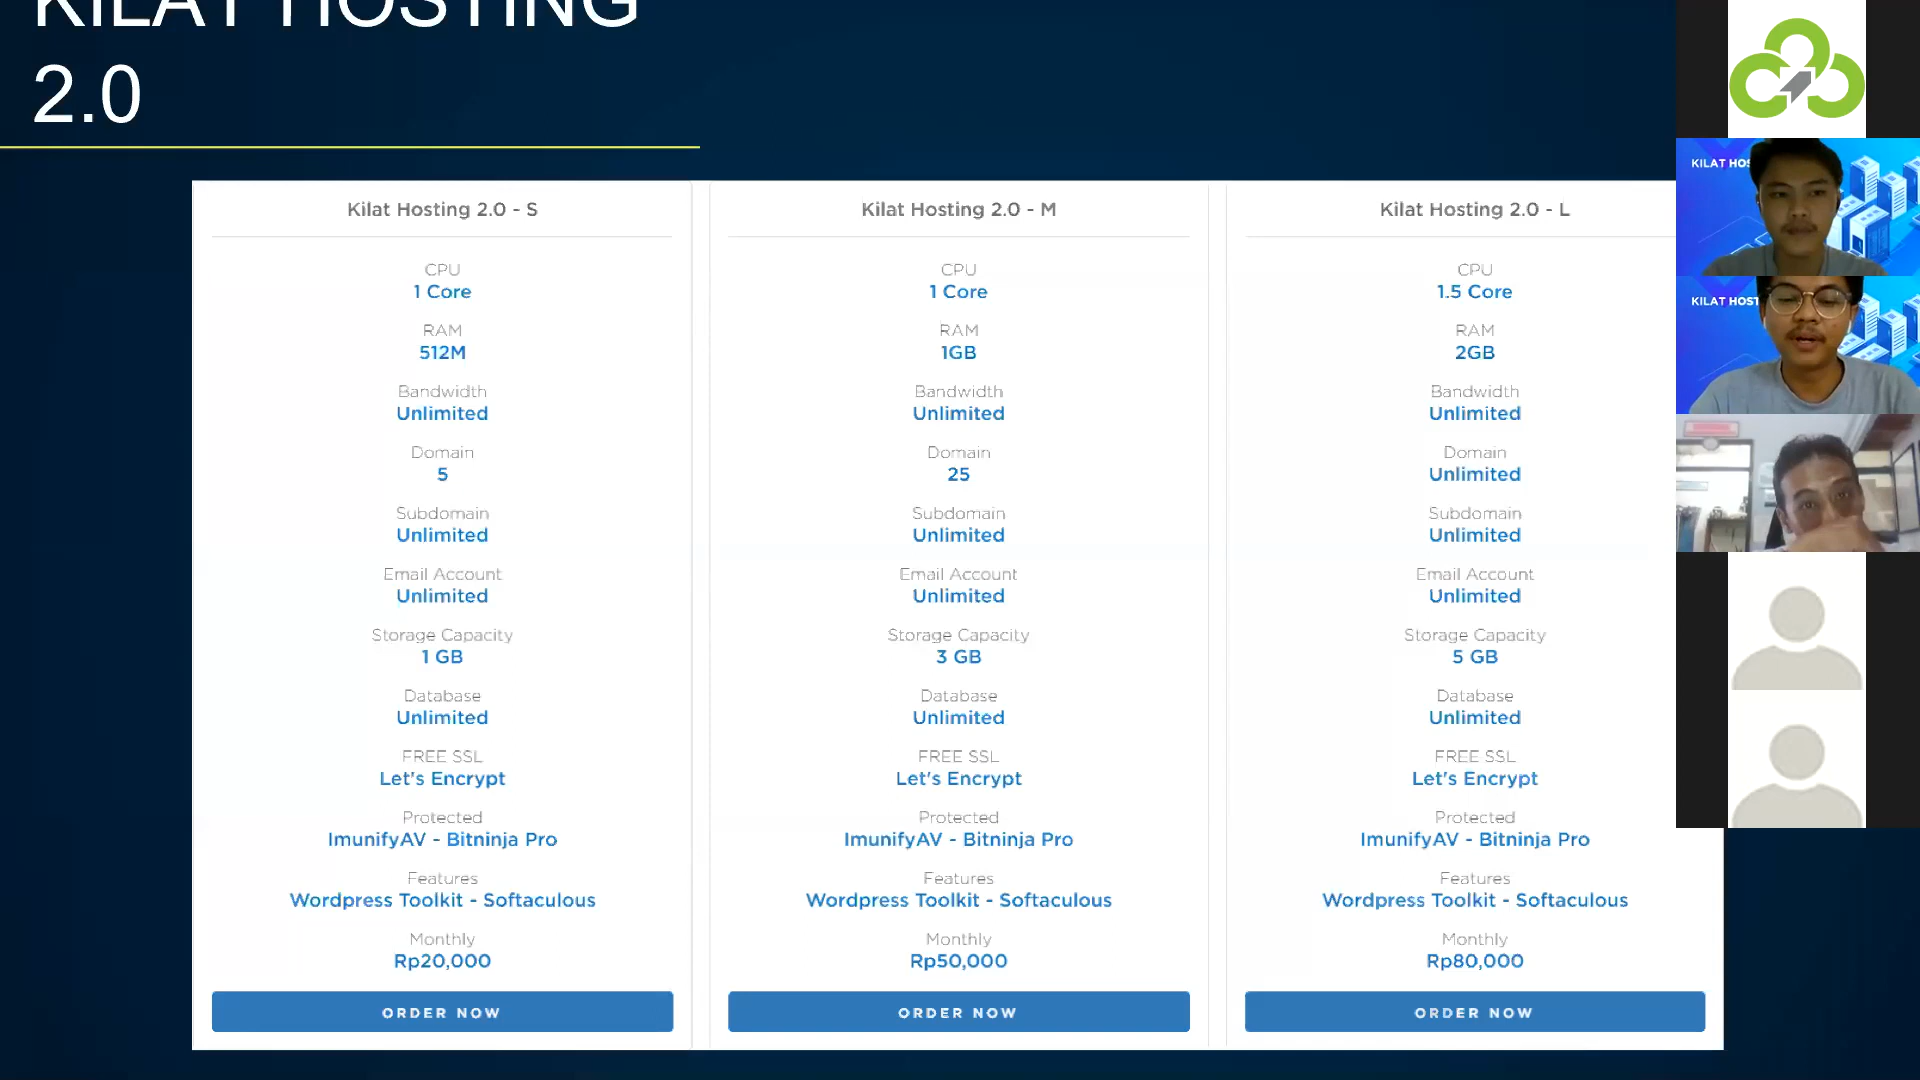 KILAT HOSTING
2.0
Kilat Hosting 2.0 - S
CPU
1 Core
RAM
512M
Bandwidth
Unlimited
Domain
5
Subdomain
Unlimited
Email Account
Unlimited
Storage Capacity
1 GB
Database
Unlimited
FREE SSL
Let's Encrypt
Protected
ImunifyAV - Bitninja Pro
Features
Wordpress Toolkit - Softaculous
Monthly
Rp20,000
ORDER NOW
Kilat Hosting 2.0 - M
CPU
1 Core
RAM
1GB
Bandwidth
Unlimited
Domain
25
Subdomain
Unlimited
Email Account
Unlimited
Storage Capacity
3 GB
Database
Unlimited
FREE SSL
Let's Encrypt
Protected
ImunifyAV - Bitninja Pro
Features
Wordpress Toolkit - Softaculous
Monthly
Rp50,000
ORDER NOW
Kilat Hosting 2.0 - L
CPU
1.5 Core
RAM
2GB
Bandwidth
Unlimited
Domain
Unlimited
Subdomain
Unlimited
Email Account
Unlimited
Storage Capacity
5 GB
Database
Unlimited
FREE SSL
Let's Encrypt
Protected
ImunifyAV - Bitninja Pro
Features
Wordpress Toolkit - Softaculous
Monthly
Rp80,000
ORDER NOW
KILAT HOS
KILAT HOST